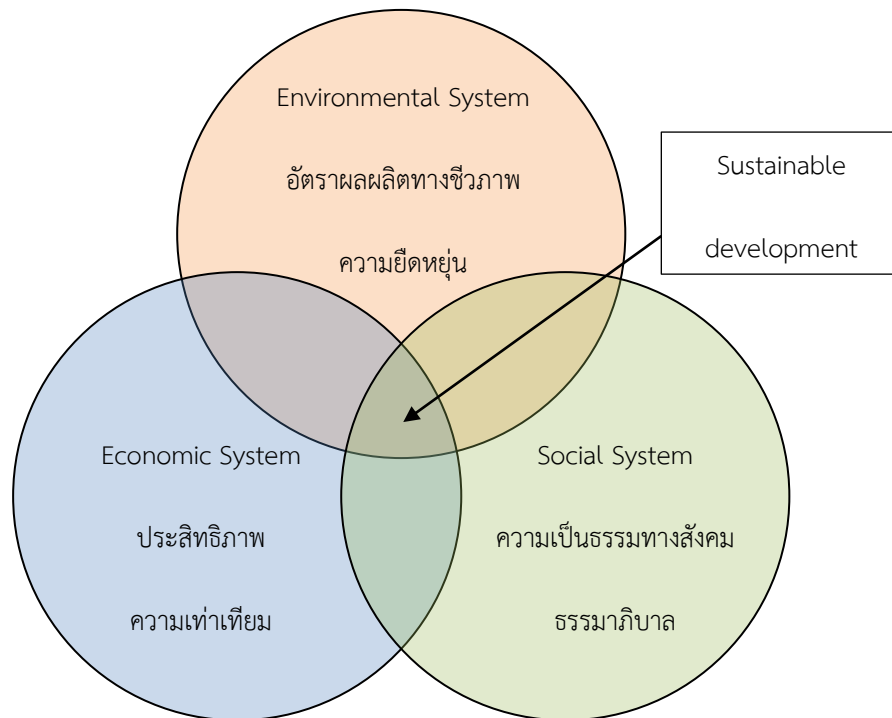 Environmental System
อัตราผลผลิตทางชีวภาพ
ความยืดหยุ่น
Sustainable
development
Economic System
ประสิทธิภาพ
ความเท่าเทียม
Social System
ความเป็นธรรมทางสังคม
ธรรมาภิบาล